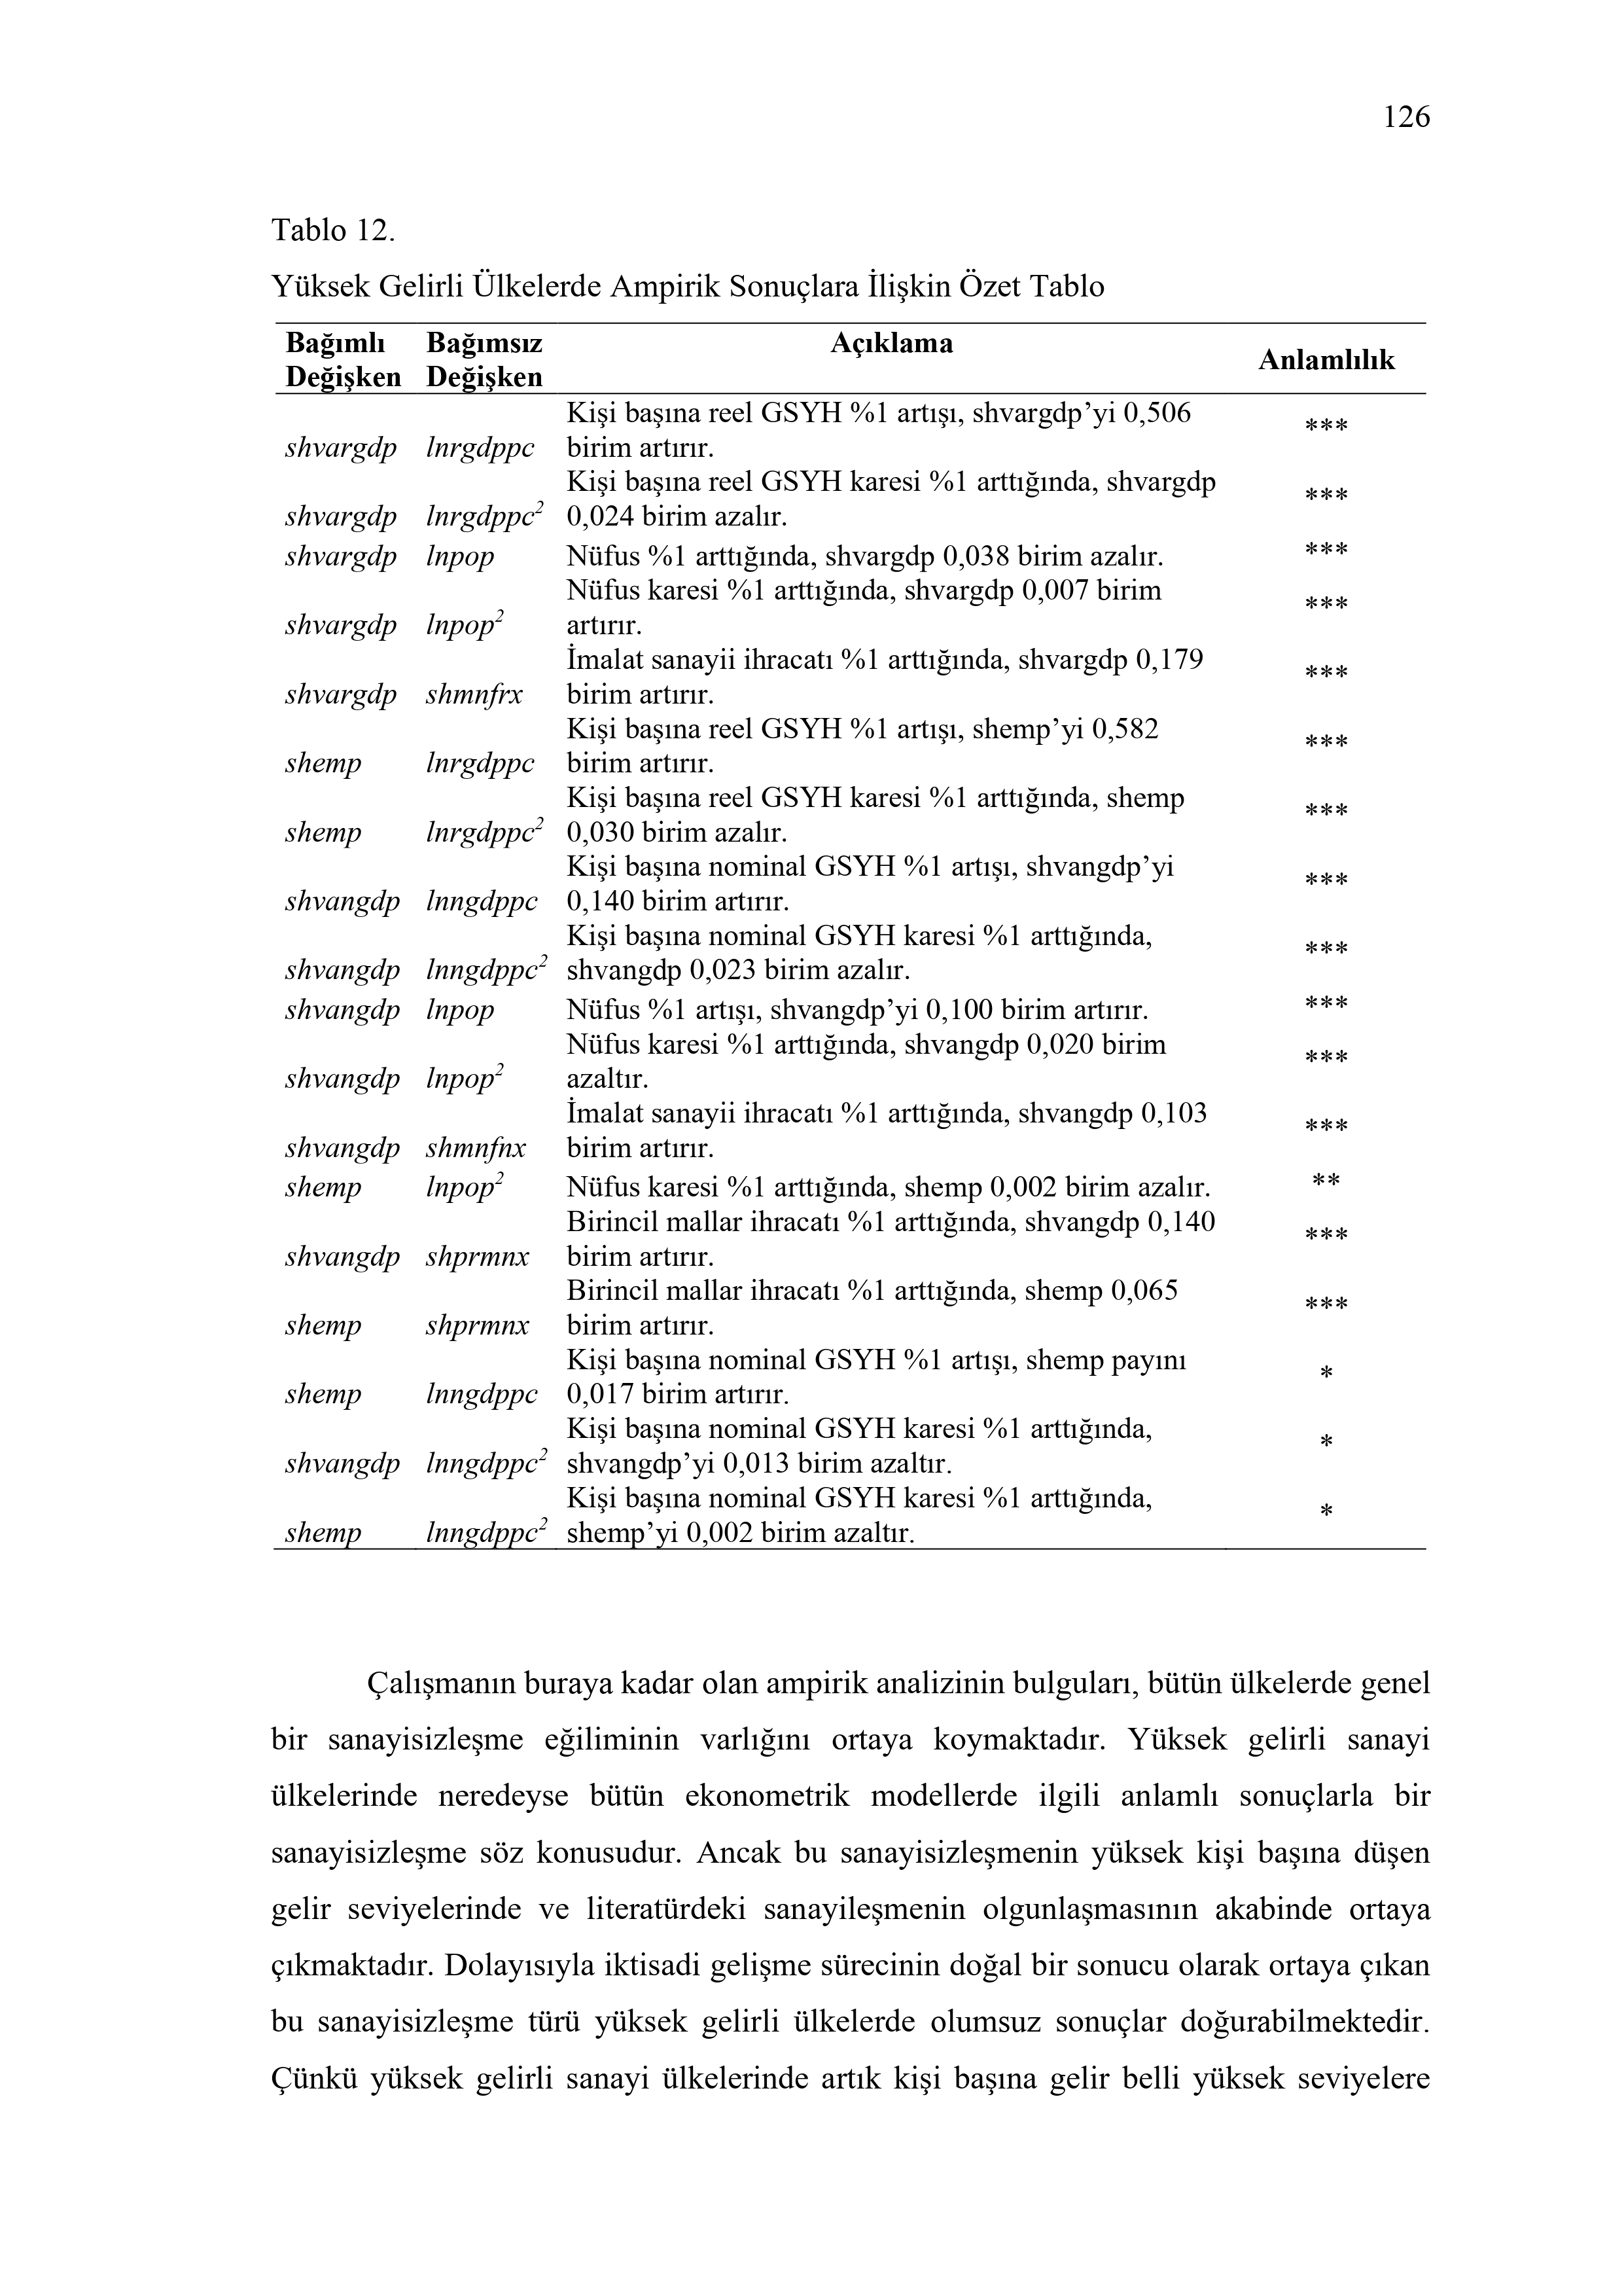 126
Tablo 12.
Yüksek Gelirli Ülkelerde Ampirik Sonuçlara İlişkin Özet Tablo
Bağımlı Değişken Bağımsız Değişken Açıklama Anlamlılık
Kişi başına reel GSYH %1 artışı, shvargdp’yi 0,506 ***
shvargdp lnrgdppc birim artırır.
Kişi başına reel GSYH karesi %1 arttığında, shvargdp ***
shvargdp lnrgdppc² 0,024 birim azalır.
shvargdp lnpop Nüfus %1 arttığında, shvargdp 0,038 birim azalır. ***
Nüfus karesi %1 arttığında, shvargdp 0,007 birim ***
shvargdp lnpop² artırır.
İmalat sanayii ihracatı %1 arttığında, shvargdp 0,179 ***
shvargdp shmnfrx birim artırır.
Kişi başına reel GSYH %1 artışı, shemp’yi 0,582 ***
shemp lnrgdppc birim artırır.
Kişi başına reel GSYH karesi %1 arttığında, shemp ***
shemp lnrgdppc² 0,030 birim azalır.
Kişi başına nominal GSYH %1 artışı, shvangdp’yi ***
shvangdp lnngdppc 0,140 birim artırır.
Kişi başına nominal GSYH karesi %1 arttığında, ***
shvangdp lnngdppc² shvangdp 0,023 birim azalır.
shvangdp lnpop Nüfus %1 artışı, shvangdp’yi 0,100 birim artırır. ***
Nüfus karesi %1 arttığında, shvangdp 0,020 birim ***
shvangdp lnpop² azaltır.
İmalat sanayii ihracatı %1 arttığında, shvangdp 0,103 ***
shvangdp shmnfnx birim artırır.
shemp lnpop² Nüfus karesi %1 arttığında, shemp 0,002 birim azalır. **
Birincil mallar ihracatı %1 arttığında, shvangdp 0,140 ***
shvangdp shprmnx birim artırır.
Birincil mallar ihracatı %1 arttığında, shemp 0,065 ***
shemp shprmnx birim artırır.
Kişi başına nominal GSYH %1 artışı, shemp payını *
shemp lnngdppc 0,017 birim artırır.
Kişi başına nominal GSYH karesi %1 arttığında, *
shvangdp lnngdppc² shvangdp’yi 0,013 birim azaltır.
Kişi başına nominal GSYH karesi %1 arttığında, *
shemp lnngdppc² shemp’yi 0,002 birim azaltır.
Çalışmanın buraya kadar olan ampirik analizinin bulguları, bütün ülkelerde genel
bir sanayisizleşme eğiliminin varlığını ortaya koymaktadır. Yüksek gelirli sanayi
ülkelerinde neredeyse bütün ekonometrik modellerde ilgili anlamlı sonuçlarla bir
sanayisizleşme söz konusudur. Ancak bu sanayisizleşmenin yüksek kişi başına düşen
gelir seviyelerinde ve literatürdeki sanayileşmenin olgunlaşmasının akabinde ortaya
çıkmaktadır. Dolayısıyla iktisadi gelişme sürecinin doğal bir sonucu olarak ortaya çıkan
bu sanayisizleşme türü yüksek gelirli ülkelerde olumsuz sonuçlar doğurabilmektedir.
Çünkü yüksek gelirli sanayi ülkelerinde artık kişi başına gelir belli yüksek seviyelere